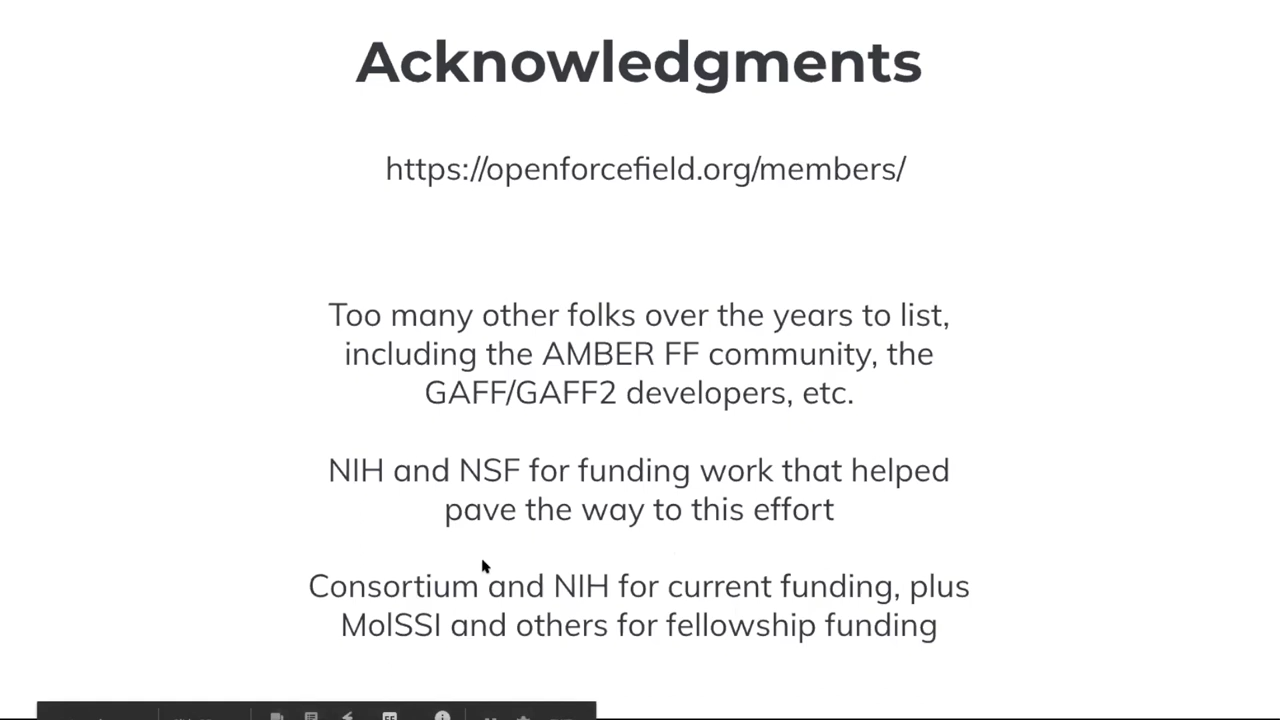 Acknowledgments
https://openforcefield.org/members/
Too many other folks over the years to list,
including the AMBER FF community, the
GAFF/GAFF2 developers, etc.
NIH and NSF for funding work that helped
pave the way to this effort
Consortium and NIH for current funding, plus
MolSSI and others for fellowship funding